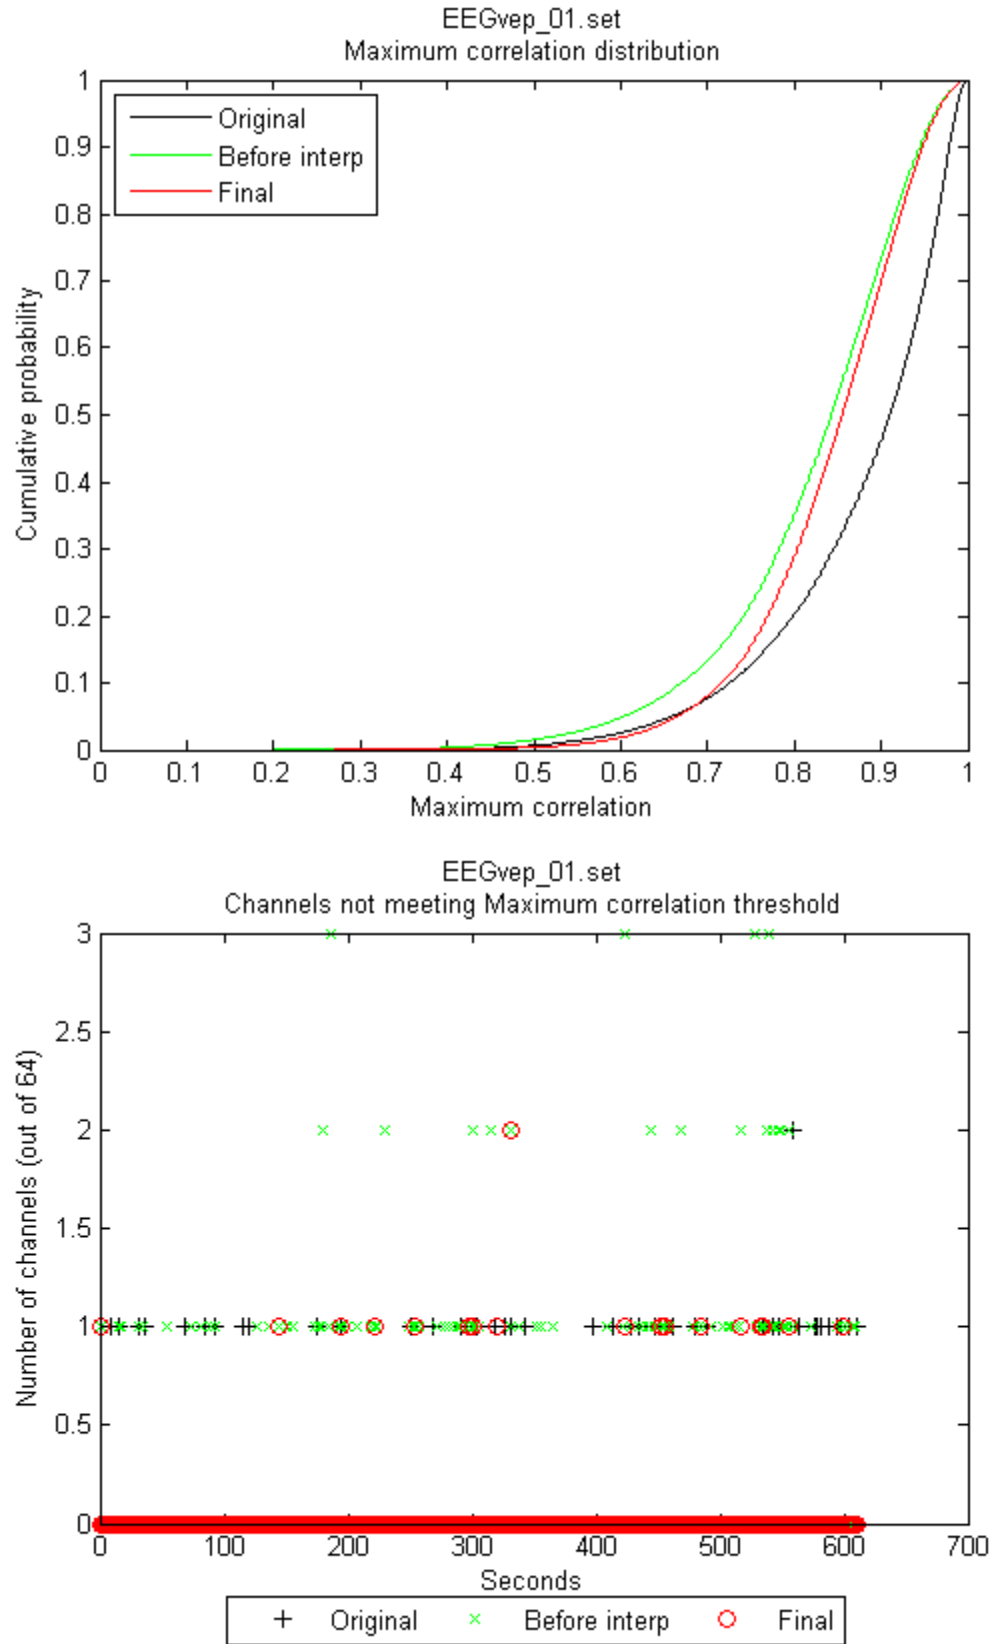 EEGvep_01.set
Maximum correlation distribution
1
0.9
0.8
0.7
0.6
0.5
0.4
0.3
0.2
0.1
0
Cumulative probability
Original
Before interp
Final
0 0.1 0.2 0.3 0.4 0.5 0.6 0.7 0.8 0.9 1
Maximum correlation
EEGvep_01.set
Channels not meeting Maximum correlation threshold
3
2.5
2
1.5
1
0.5
0
Number of channels (out of 64)
0 100 200 300 400 500 600 700
Seconds
Original Before interp Final